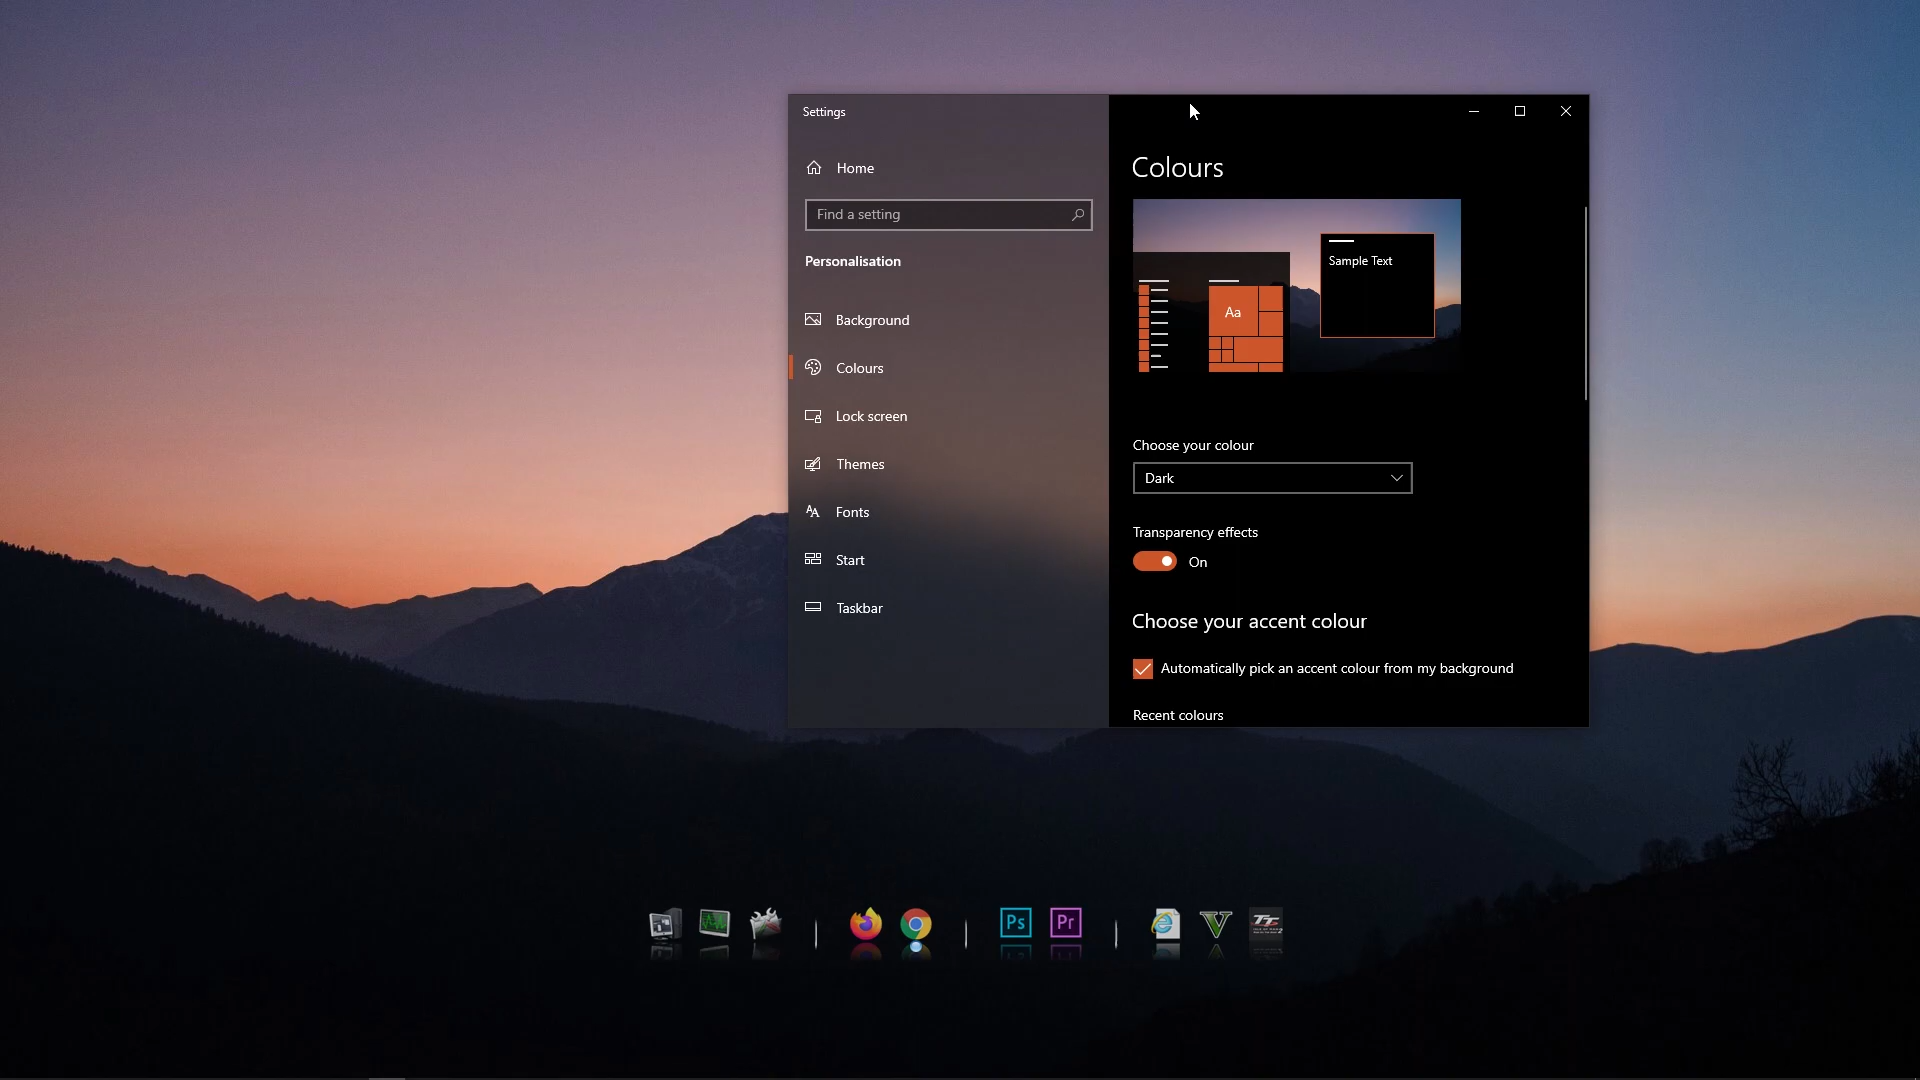 Settings
Home
Find a setting
Personalisation
Background
Colours
Lock screen
Themes
Fonts
Start
Taskbar
Colours
Sample Text
Aa
Choose your colour
Dark
Transparency effects
On
Choose your accent colour
Automatically pick an accent colour from my background
Recent colours
Ps
Pr
V
TT